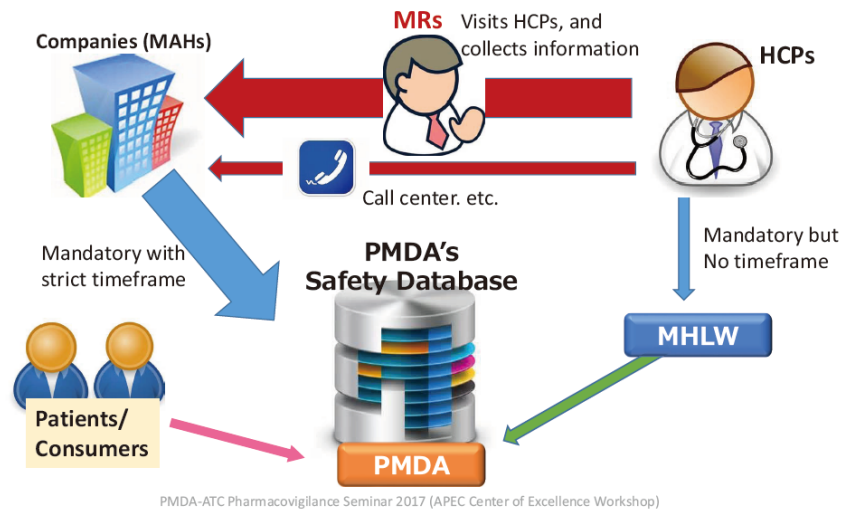 MRs
Visits HCPs, and
collects information
Companies (MAHs)
HCPs
Call center. etc.
Mandatory with
strict timeframe
PMDA’s
Safety Database
Mandatory but
No timeframe
MHLW
Patients/
Consumers
PMDA
PMDA-ATC Pharmacovigilance Seminar 2017 (APEC Center of Excellence Workshop)